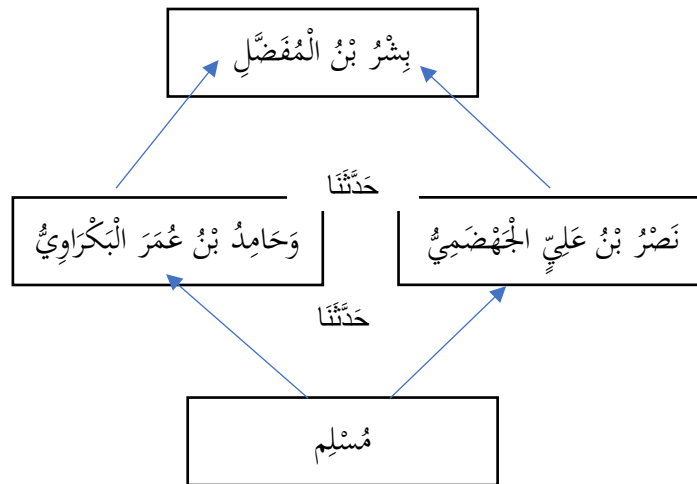 بِشْرُ بْنُ الْمُفَضَّلِ
حَدَّثَنَا
نَصْرُ بْنُ عَلِيٍّ الْجَهْضَمِيُّ
وَحَامِدُ بْنُ عُمَرَ الْبَكْرَاوِيُّ
حَدَّثَنَا
مُسْلِم